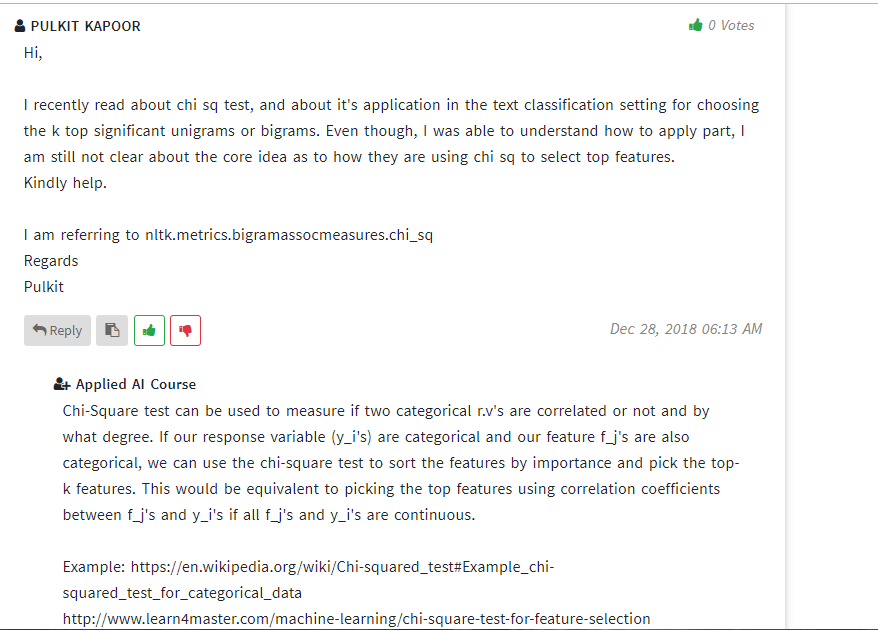 PULKIT KAPOOR
0 Votes
Hi,
I recently read about chi sq test, and about it's application in the text classification setting for choosing
the k top significant unigrams or bigrams. Even though, I was able to understand how to apply part, I
am still not clear about the core idea as to how they are using chi sq to select top features.
Kindly help.
I am referring to nltk.metrics.bigramassocmeasures.chi_sq
Regards
Pulkit
Reply
Dec 28, 2018 06:13 AM
Applied AI Course
Chi-Square test can be used to measure if two categorical r.v's are correlated or not and by
what degree. If our response variable (y_i's) are categorical and our feature f_j's are also
categorical, we can use the chi-square test to sort the features by importance and pick the top-
k features. This would be equivalent to picking the top features using correlation coefficients
between f_j's and y_i's if all f_j's and y_i's are continuous.
Example: https://en.wikipedia.org/wiki/Chi-squared_test#Example_chi-
squared_test_for_categorical_data
http://www.learn4master.com/machine-learning/chi-square-test-for-feature-selection